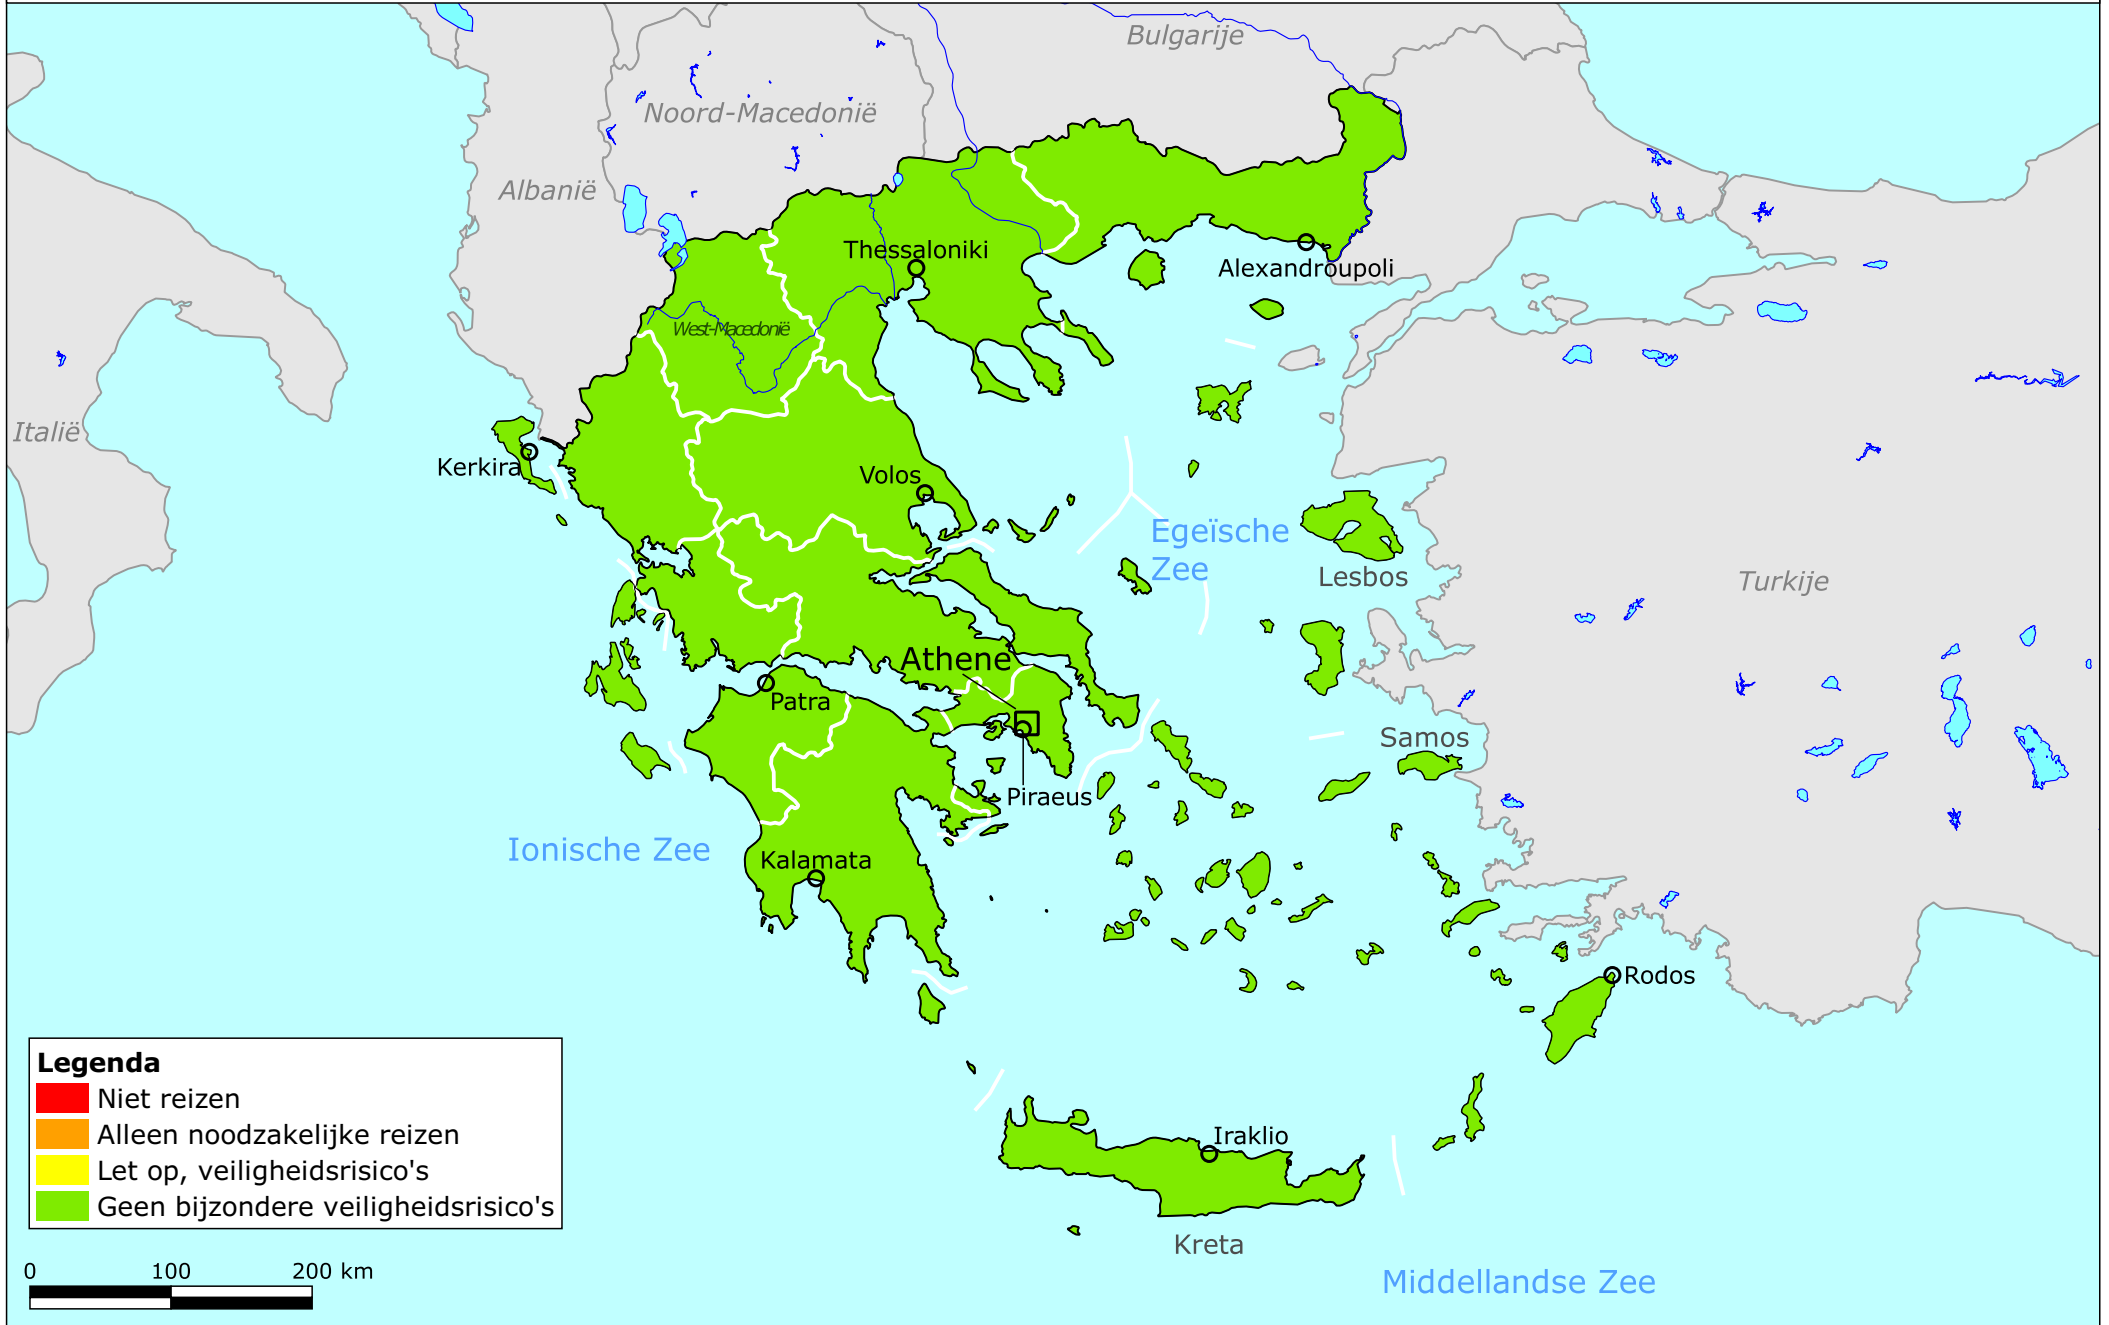 Bulgarije
Noord-Macedonië
Albanië
Thessaloniki
Alexandroupoli
West-Macedonië
Italië
Kerkira
Volos
Egeïsche
Zee
Lesbos
Turkije
Athene
Patra
Samos
Piraeus
Ionische Zee
Kalamata
Rodos
Legenda
Niet reizen
Alleen noodzakelijke reizen
Let op, veiligheidsrisico's
Geen bijzondere veiligheidsrisico's
Iraklio
Kreta
0 100 200 km
Middellandse Zee